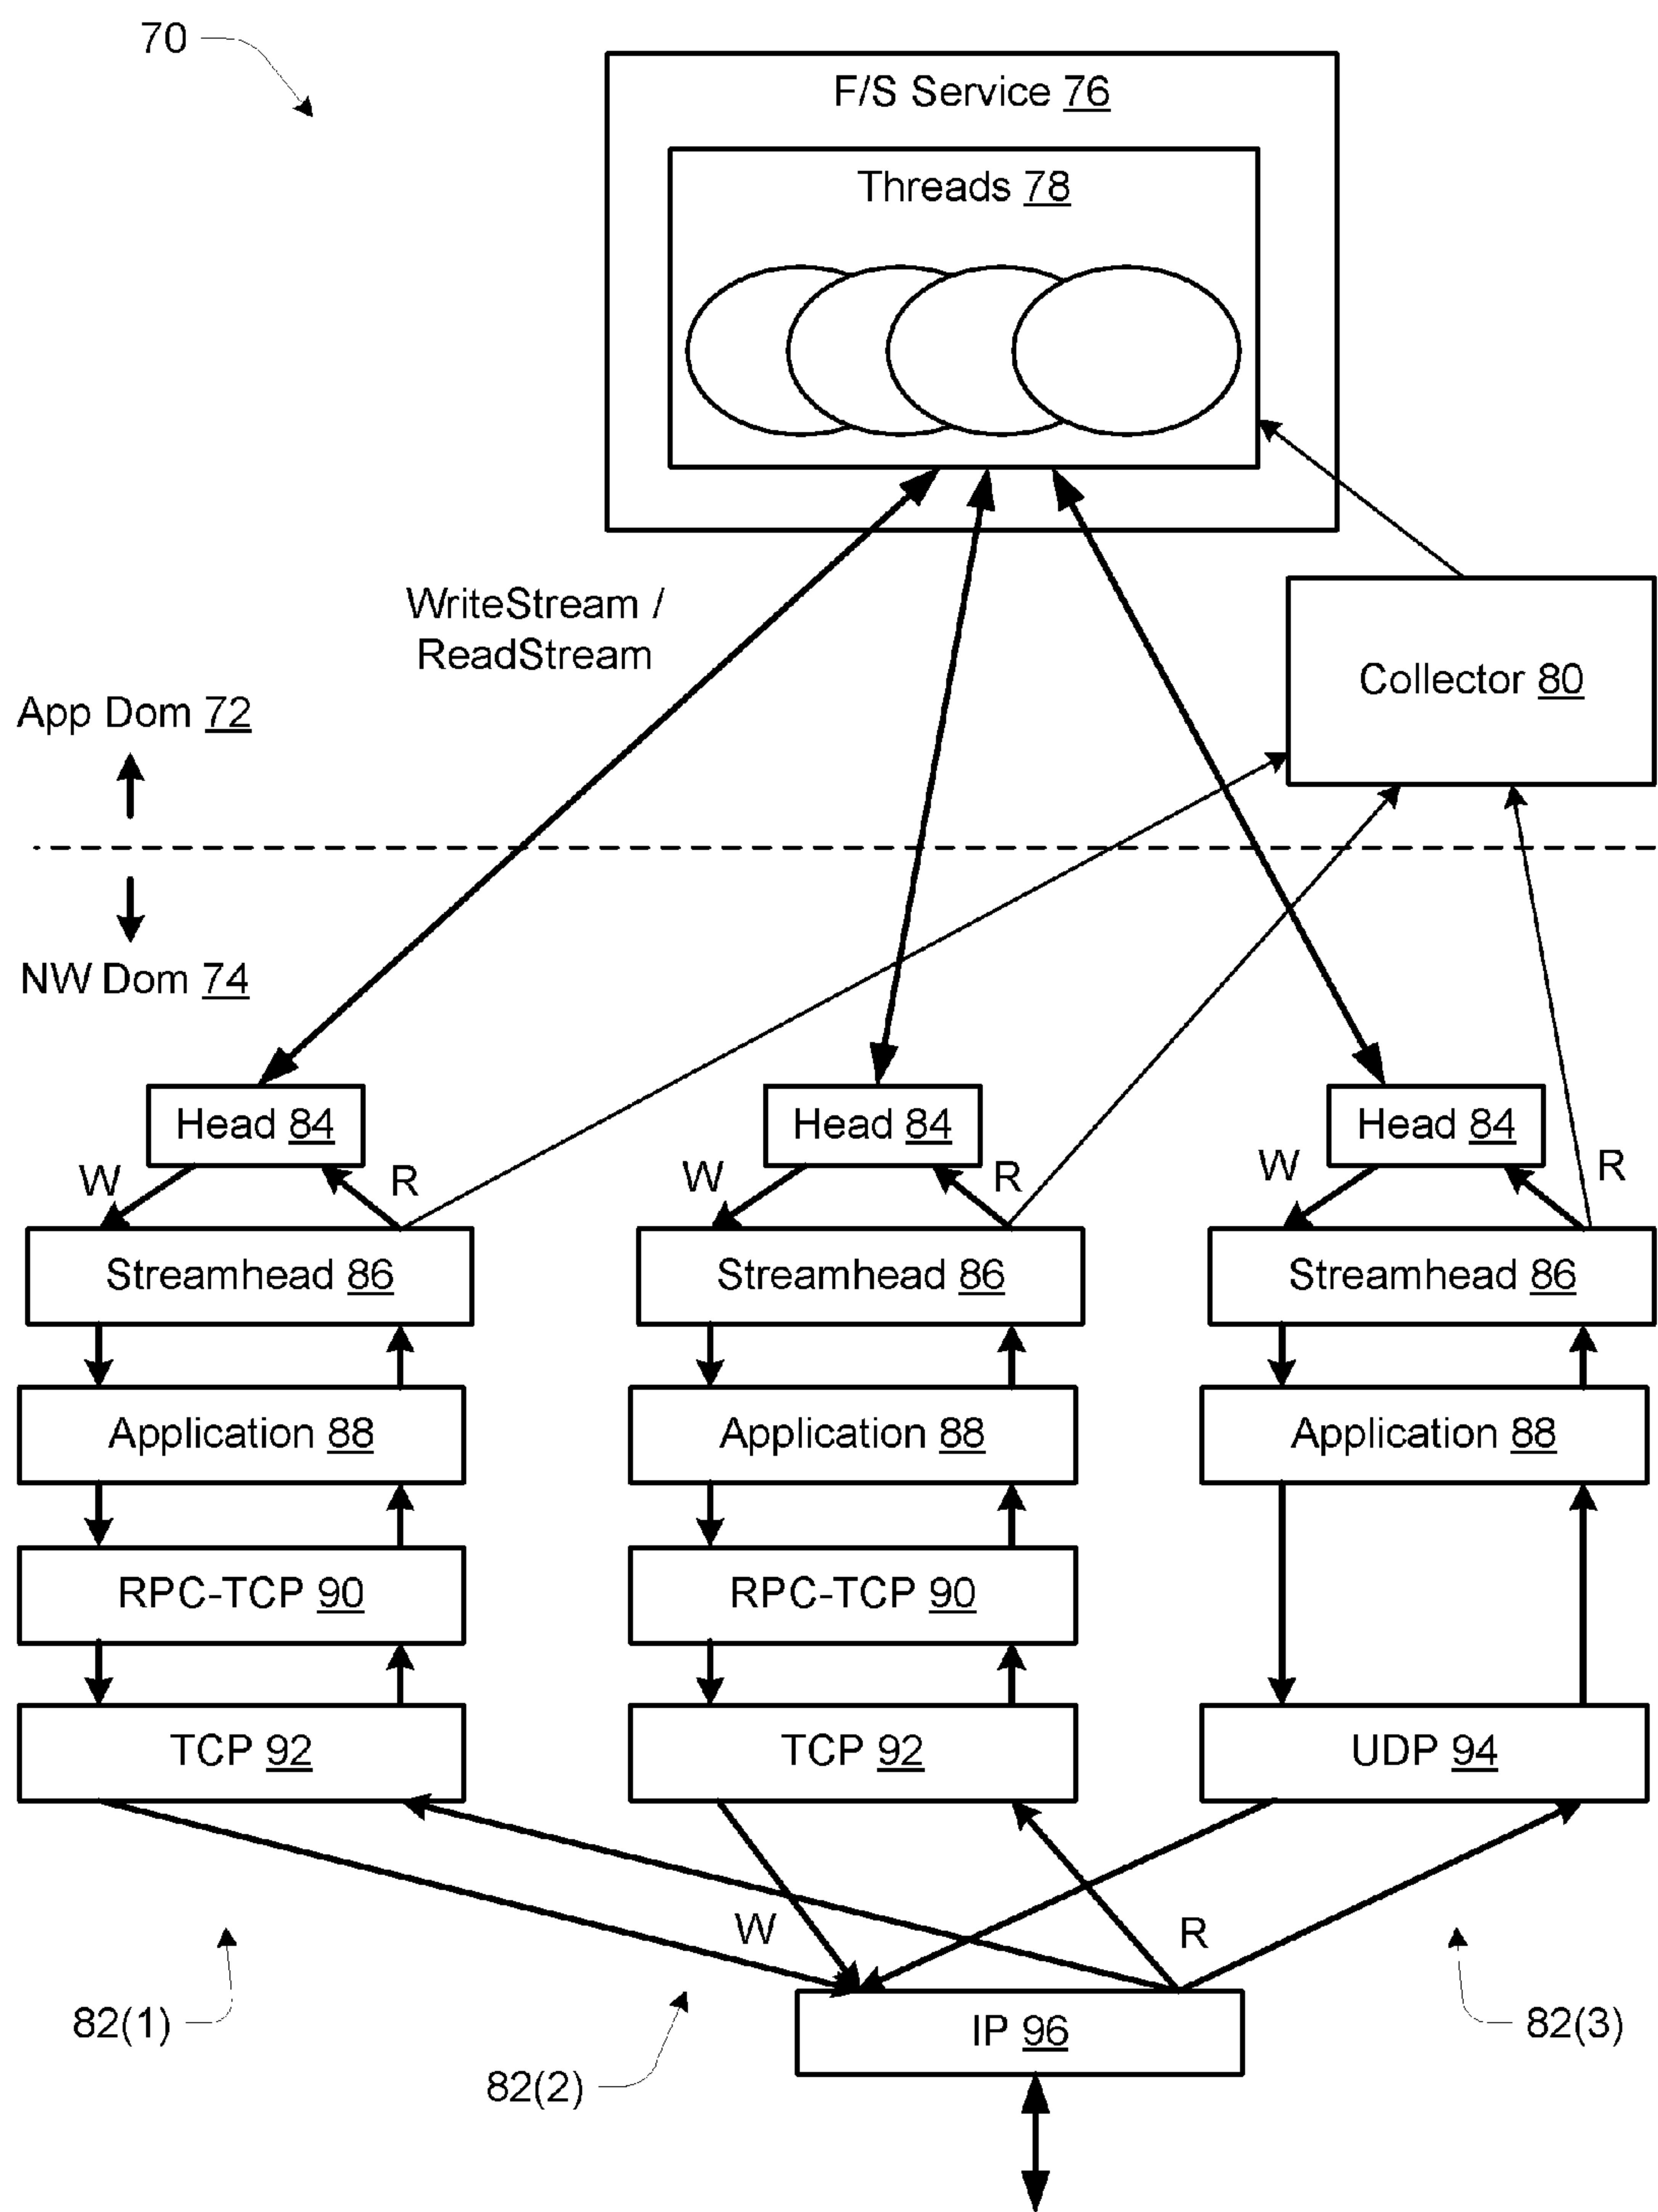 70
F/S Service 76
Threads 78
WriteStream /
ReadStream
Collector 80
App Dom 72
NW Dom 74
Head 84
Head 84
Head 84
W
R
W
R
W
R
Streamhead 86
Streamhead 86
Streamhead 86
Application 88
Application 88
Application 88
RPC-TCP 90
RPC-TCP 90
TCP 92
TCP 92
UDP 94
W
R
82(1)
82(2)
IP 96
82(3)